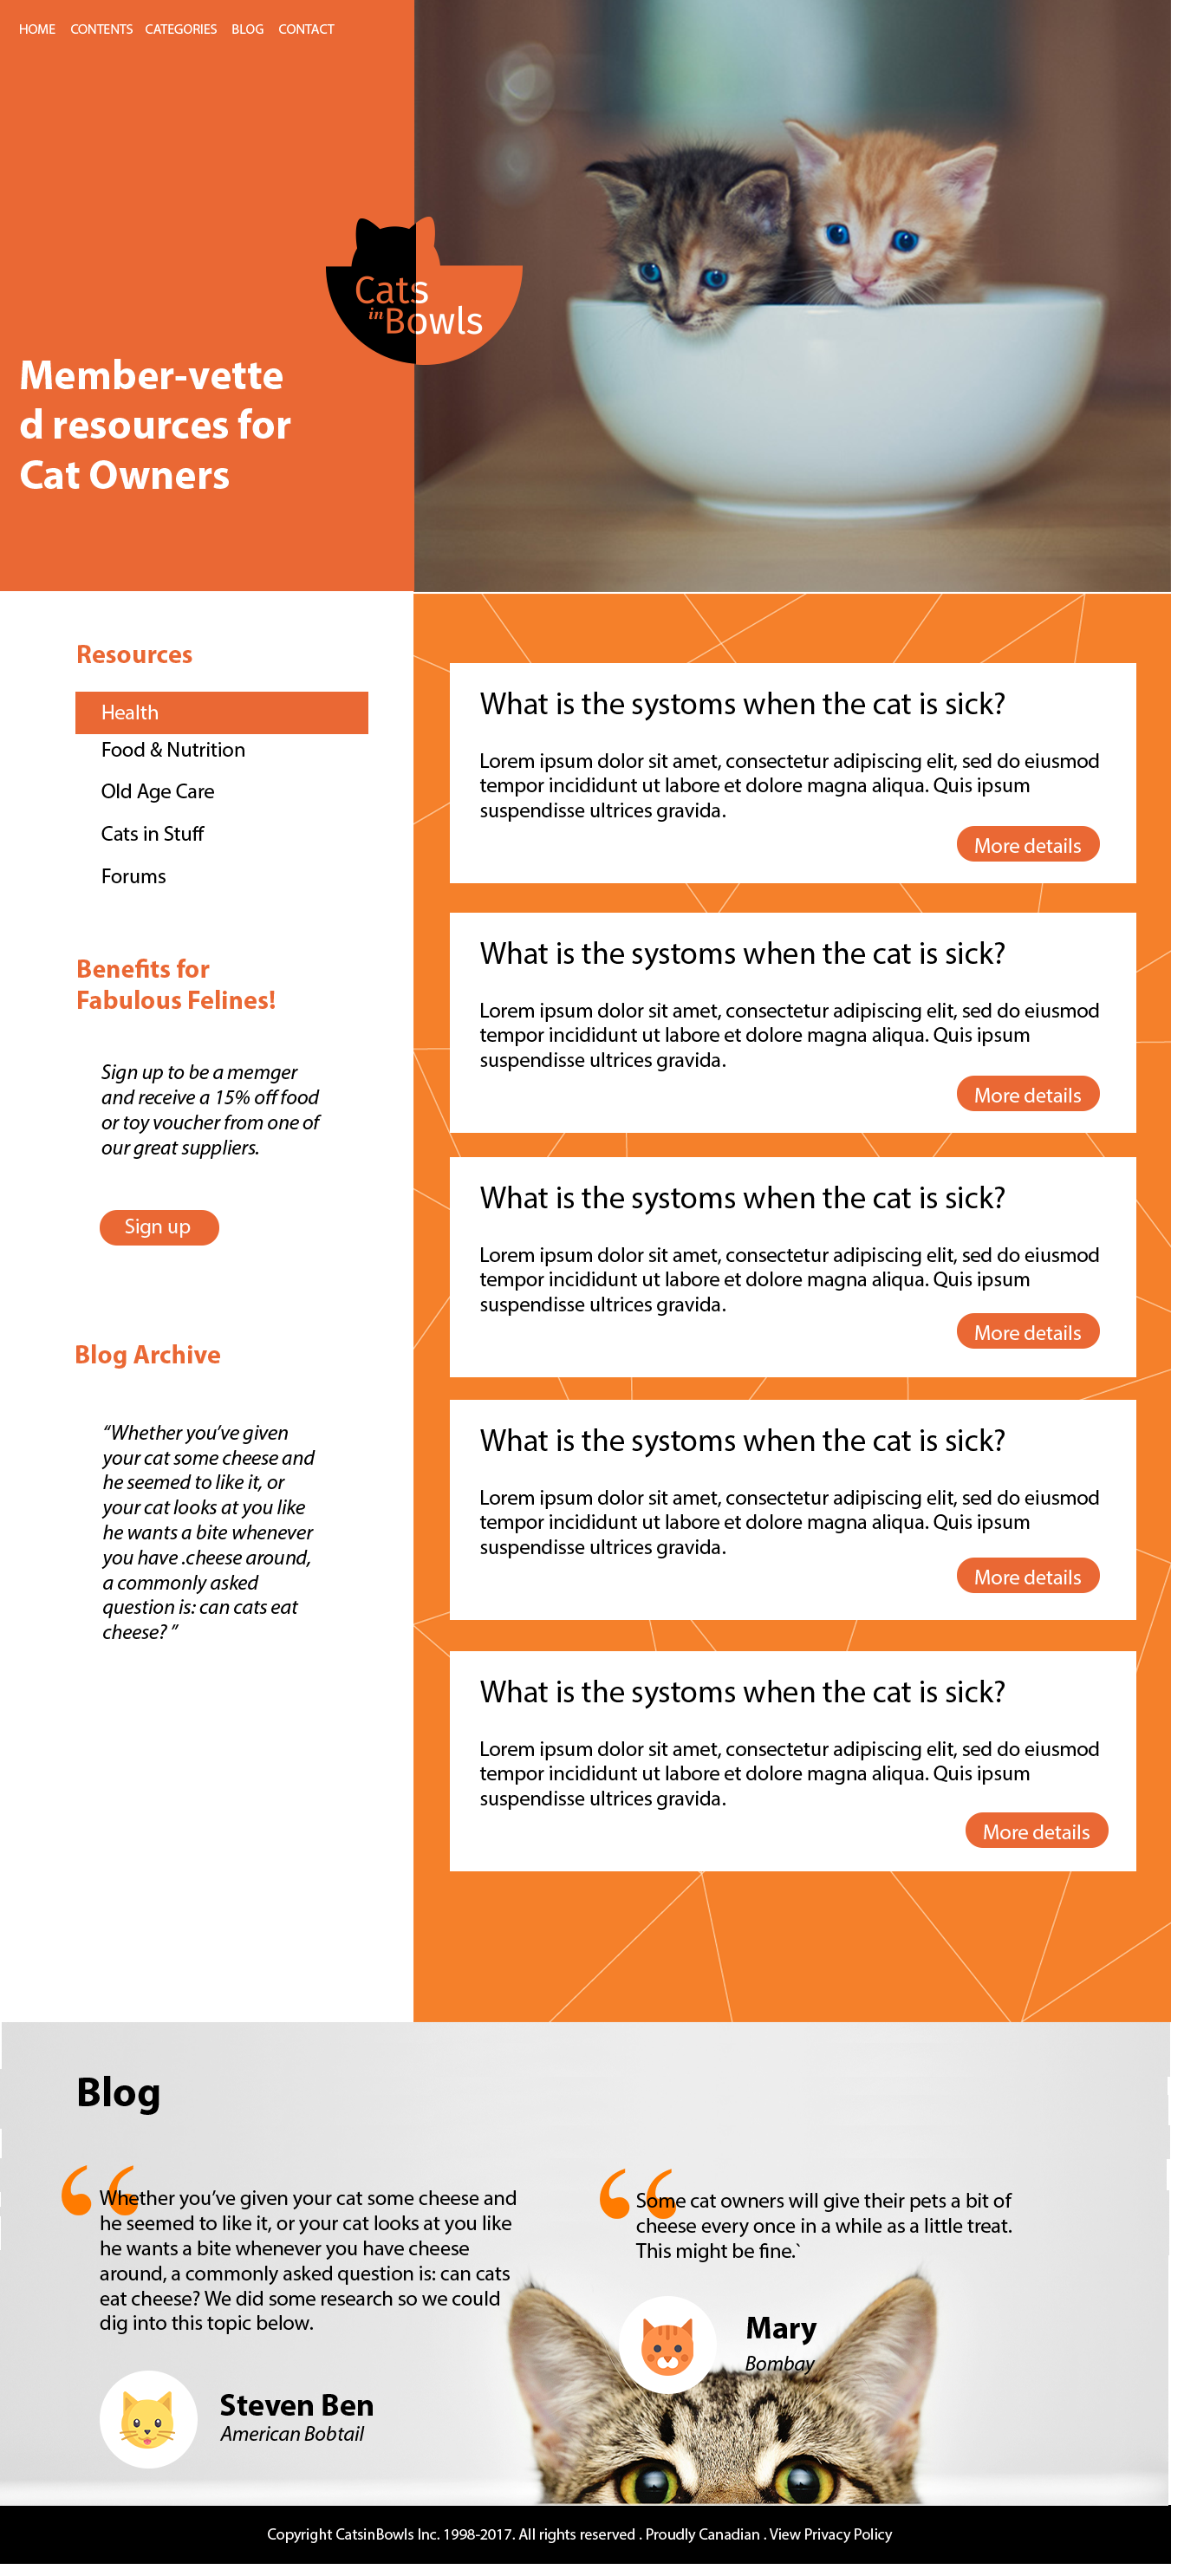 HOME CONTENTS CATEGORIES BLOG CONTACT
Cats
in Bowls
Member-vette
d resources for
Cat Owners
Resources
Health
Food & Nutrition
Old Age Care
Cats in Stuff
Forums
Benefits for
Fabulous Felines!
Sign up to be a memger
and receive a 15% off food
or toy voucher from one of
our great suppliers.
Sign up
Blog Archive
“Whether you’ve given
your cat some cheese and
he seemed to like it, or
your cat looks at you like
he wants a bite whenever
you have .cheese around,
a commonly asked
question is: can cats eat
cheese? ”
What is the systoms when the cat is sick?
Lorem ipsum dolor sit amet, consectetur adipiscing elit, sed do eiusmod
tempor incididunt ut labore et dolore magna aliqua. Quis ipsum
suspendisse ultrices gravida.
More details
What is the systoms when the cat is sick?
Lorem ipsum dolor sit amet, consectetur adipiscing elit, sed do eiusmod
tempor incididunt ut labore et dolore magna aliqua. Quis ipsum
suspendisse ultrices gravida.
More details
What is the systoms when the cat is sick?
Lorem ipsum dolor sit amet, consectetur adipiscing elit, sed do eiusmod
tempor incididunt ut labore et dolore magna aliqua. Quis ipsum
suspendisse ultrices gravida.
More details
What is the systoms when the cat is sick?
Lorem ipsum dolor sit amet, consectetur adipiscing elit, sed do eiusmod
tempor incididunt ut labore et dolore magna aliqua. Quis ipsum
suspendisse ultrices gravida.
More details
What is the systoms when the cat is sick?
Lorem ipsum dolor sit amet, consectetur adipiscing elit, sed do eiusmod
tempor incididunt ut labore et dolore magna aliqua. Quis ipsum
suspendisse ultrices gravida.
More details
Blog
“
Whether you’ve given your cat some cheese and
he seemed to like it, or your cat looks at you like
he wants a bite whenever you have cheese
around, a commonly asked question is: can cats
eat cheese? We did some research so we could
dig into this topic below.
Steven Ben
American Bobtail
“
Some cat owners will give their pets a bit of
cheese every once in a while as a little treat.
This might be fine.`
Mary
Bombay
Copyright CatsinBowls Inc. 1998-2017. All rights reserved . Proudly Canadian . View Privacy Policy